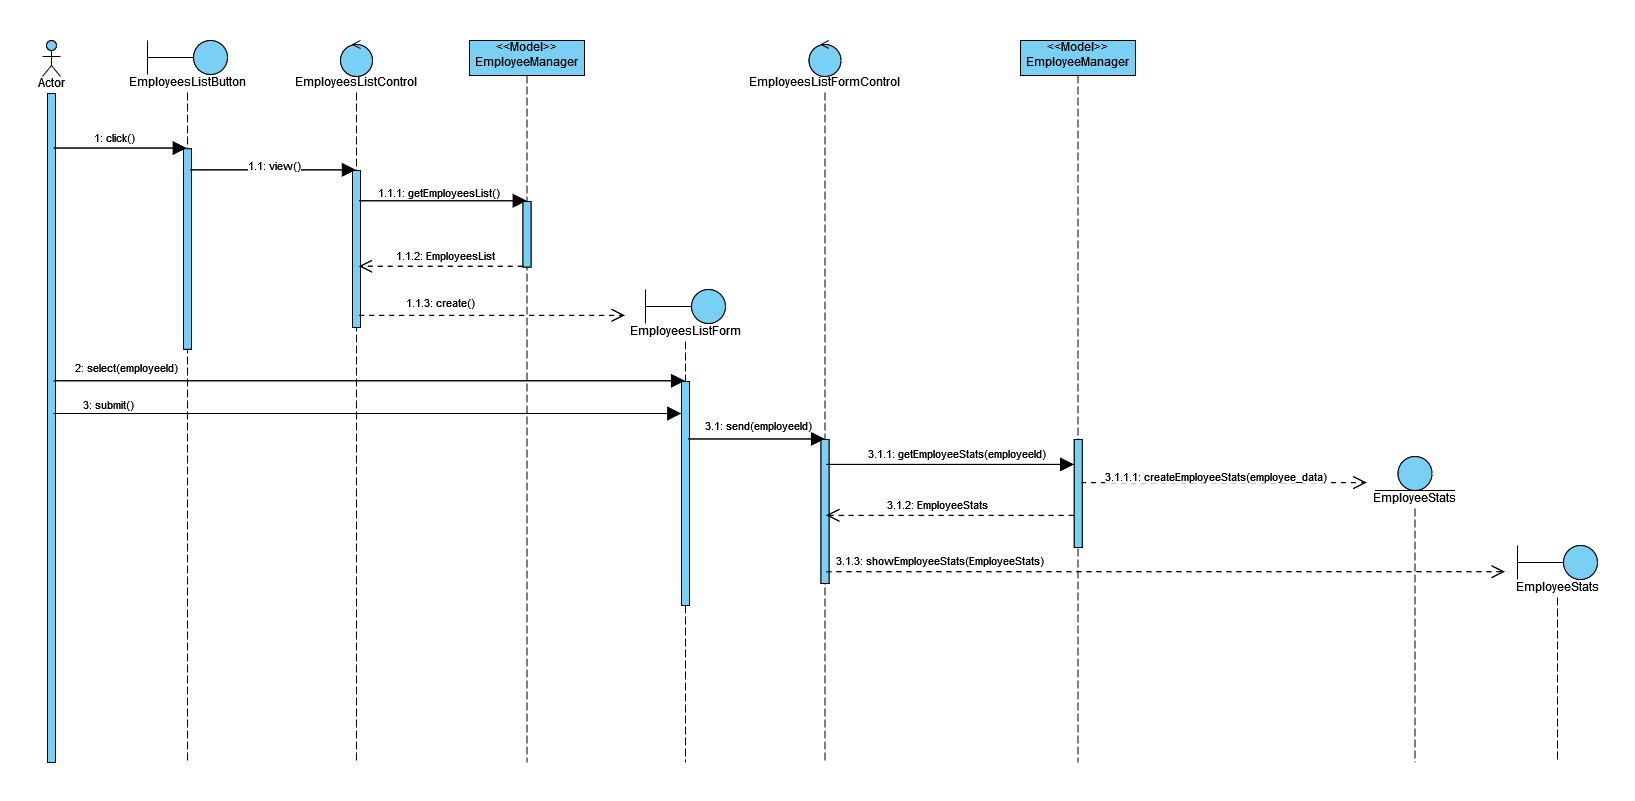 <<Model>>
EmployeeManager
<<Model>>
EmployeeManager
Actor
EmployeesListButton
EmployeesListControl
EmployeesListFormControl
1: click()
1.1: view()
1.1.1: getEmployeesList()
1.1.2: EmployeesList
1.1.3: create()
EmployeesListForm
2: select(employeeId)
3: submit()
3.1: send(employeeId)
3.1.1: getEmployeeStats(employeeId)
3.1.1.1: createEmployeeStats(employee_data)
EmployeeStats
3.1.2: EmployeeStats
3.1.3: showEmployeeStats(EmployeeStats)
EmployeeStats